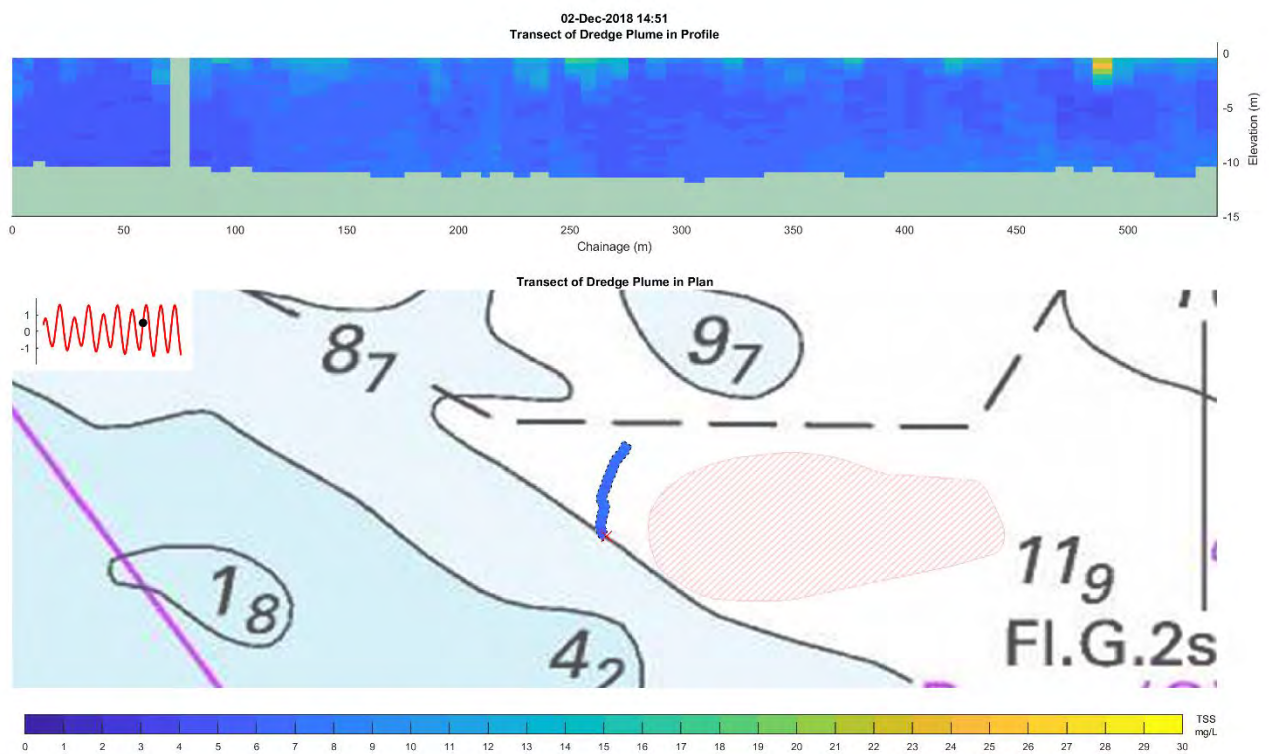 02-Dec-2018 14:51
Transect of Dredge Plume in Profile
0
-5
-10
-15
Elevation (m)
0 50 100 150 200 250 300 350 400 450 500
Chainage (m)
Transect of Dredge Plume in Plan
1
0
-1
8₇
9₇
1₈
4₂
11₉
Fl.G.2s
TSS
mg/L
0 1 2 3 4 5 6 7 8 9 10 11 12 13 14 15 16 17 18 19 20 21 22 23 24 25 26 27 28 29 30